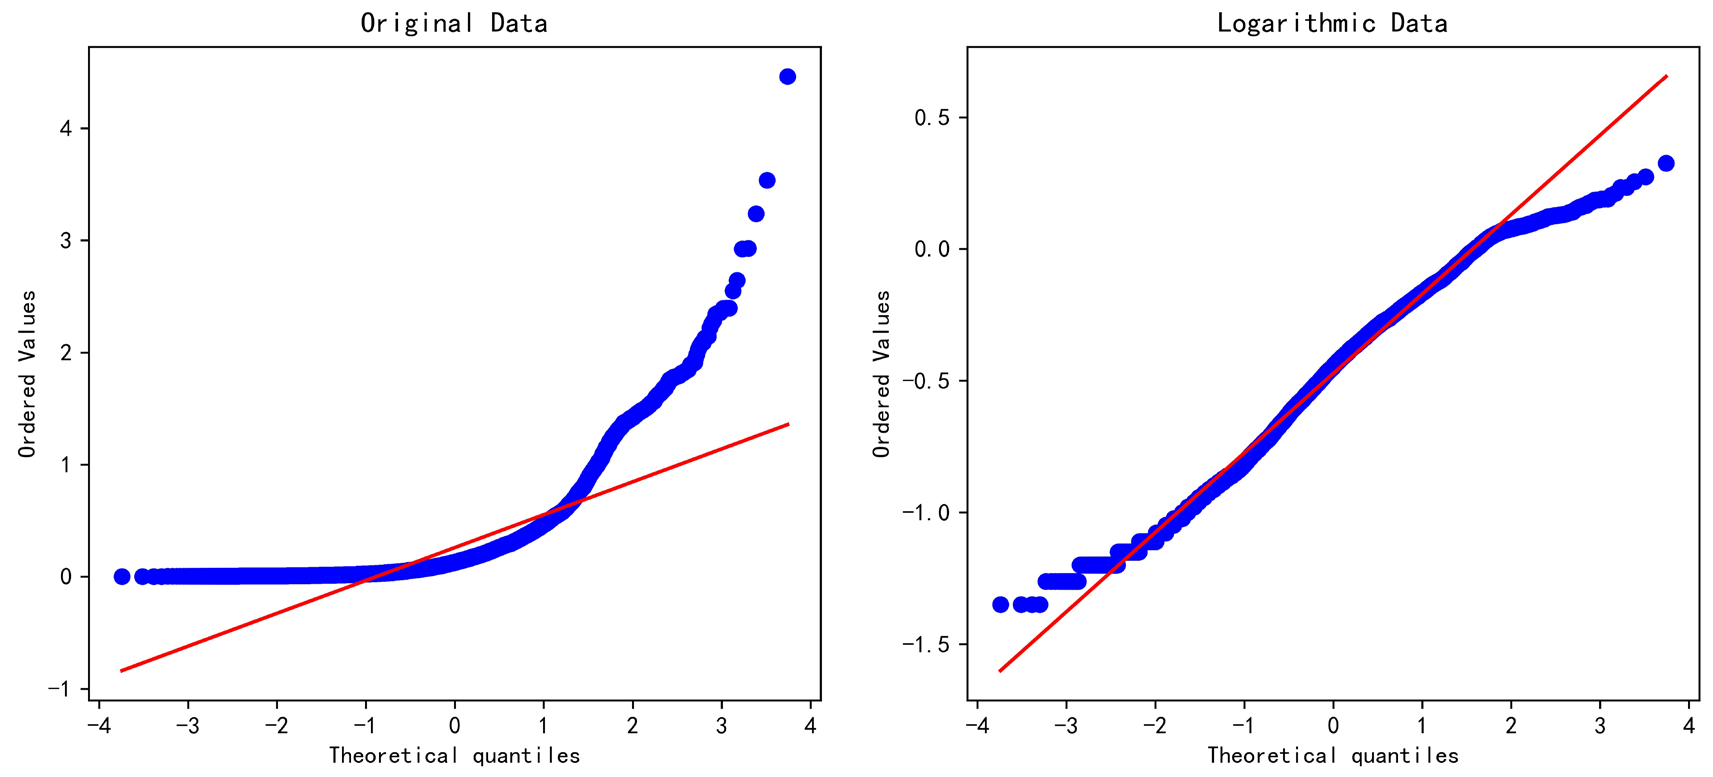 Original Data
Ordered Values
4
3
2
1
0
−1
−4 −3 −2 −1 0 1 2 3 4
Theoretical quantiles
Logarithmic Data
Ordered Values
0.5
0.0
−0.5
−1.0
−1.5
−4 −3 −2 −1 0 1 2 3 4
Theoretical quantiles